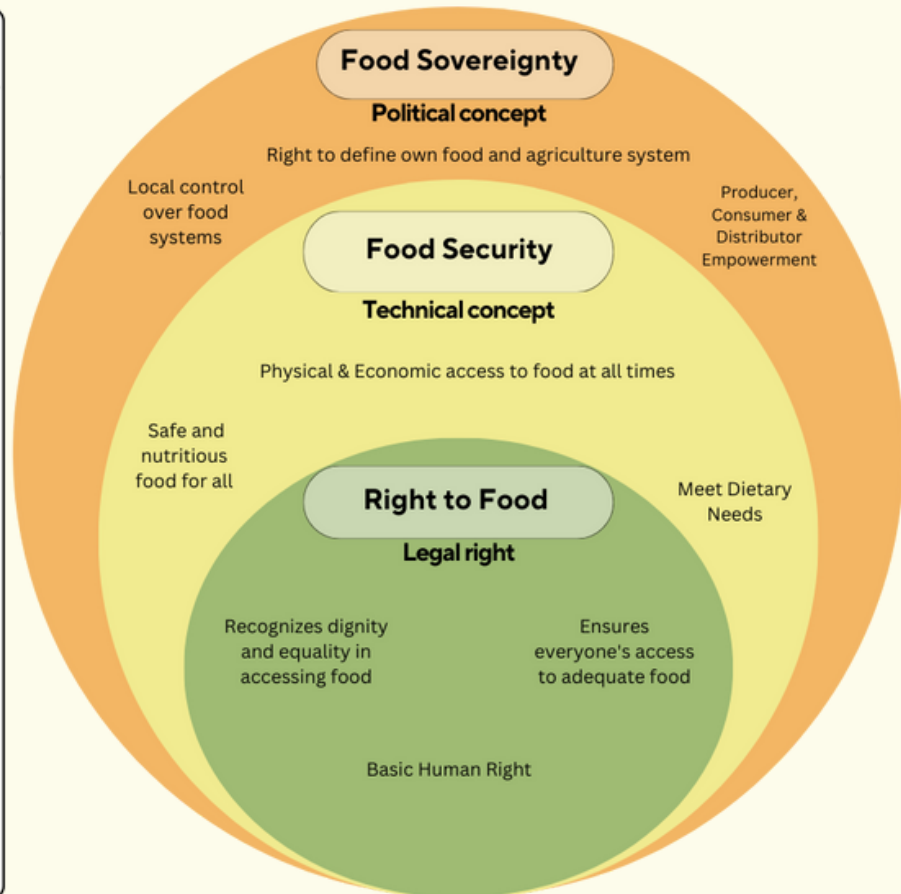 Food Sovereignty
Political concept
Right to define own food and agriculture system
Local control
over food
systems
Producer,
Consumer &
Distributor
Empowerment
Food Security
Technical concept
Physical & Economic access to food at all times
Safe and
nutritious
food for all
Meet Dietary
Needs
Right to Food
Legal right
Recognizes dignity
and equality in
accessing food
Ensures
everyone's access
to adequate food
Basic Human Right